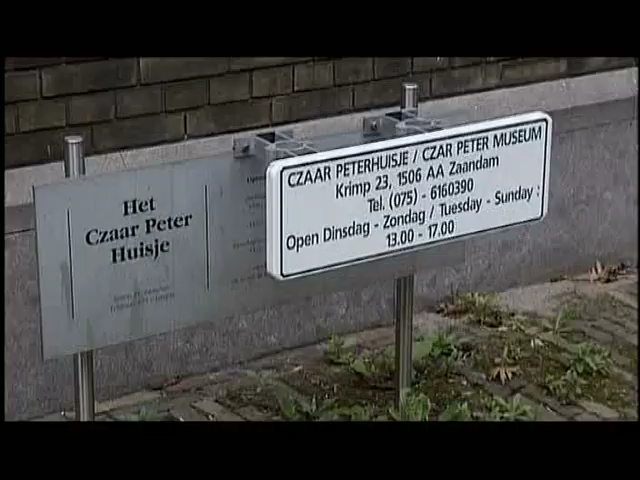 Het
Czaar Peter
Huisje
CZAAR PETERHUISJE / CZAR PETER MUSEUM
Krimp 23, 1506 AA Zaandam
Tel. (075) - 6160390
Open Dinsdag - Zondag / Tuesday - Sunday :
13.00 - 17.00